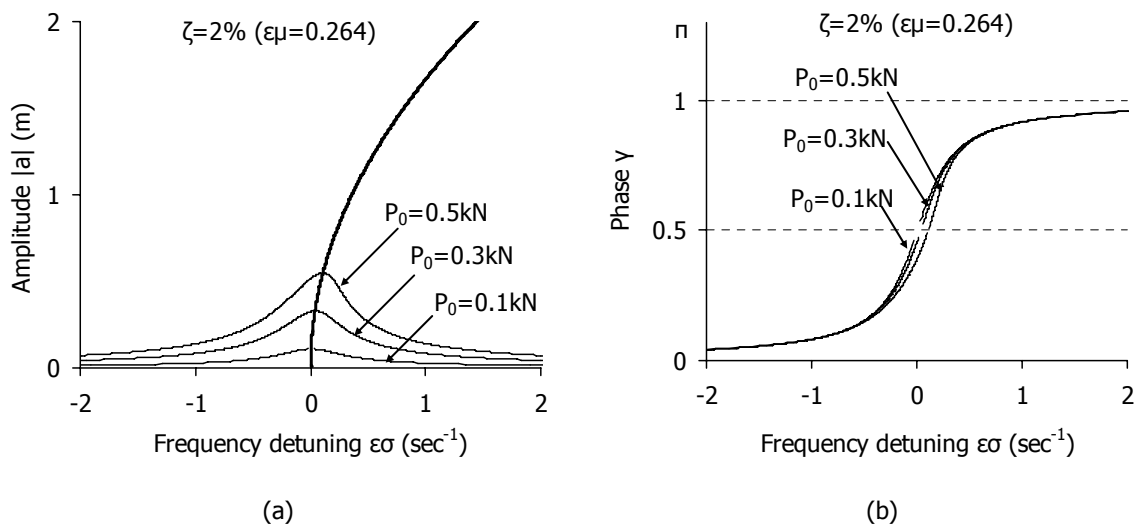 ζ=2% (εμ=0.264)
2
1
0
Amplitude |a| (m)
P₀=0.5kN
P₀=0.3kN
P₀=0.1kN
-2 -1 0 1 2
Frequency detuning εσ (sec⁻¹)
(a)
π
ζ=2% (εμ=0.264)
1
0.5
0
Phase γ
P₀=0.5kN
P₀=0.3kN
P₀=0.1kN
-2 -1 0 1 2
Frequency detuning εσ (sec⁻¹)
(b)